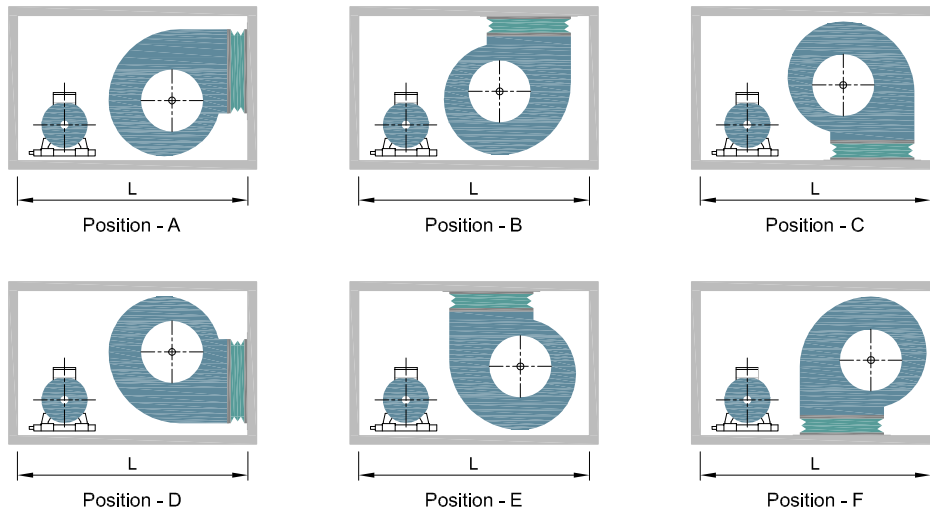 L
L
L
Position - A
Position - B
Position - C
L
L
L
Position - D
Position - E
Position - F